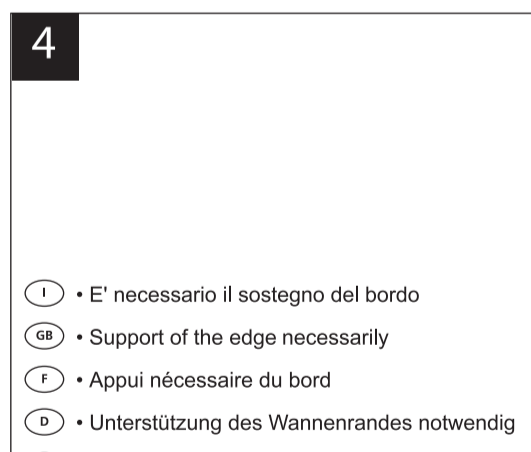 4
I • E' necessario il sostegno del bordo
GB • Support of the edge necessarily
F • Appui nécessaire du bord
D • Unterstützung des Wannenrandes notwendig